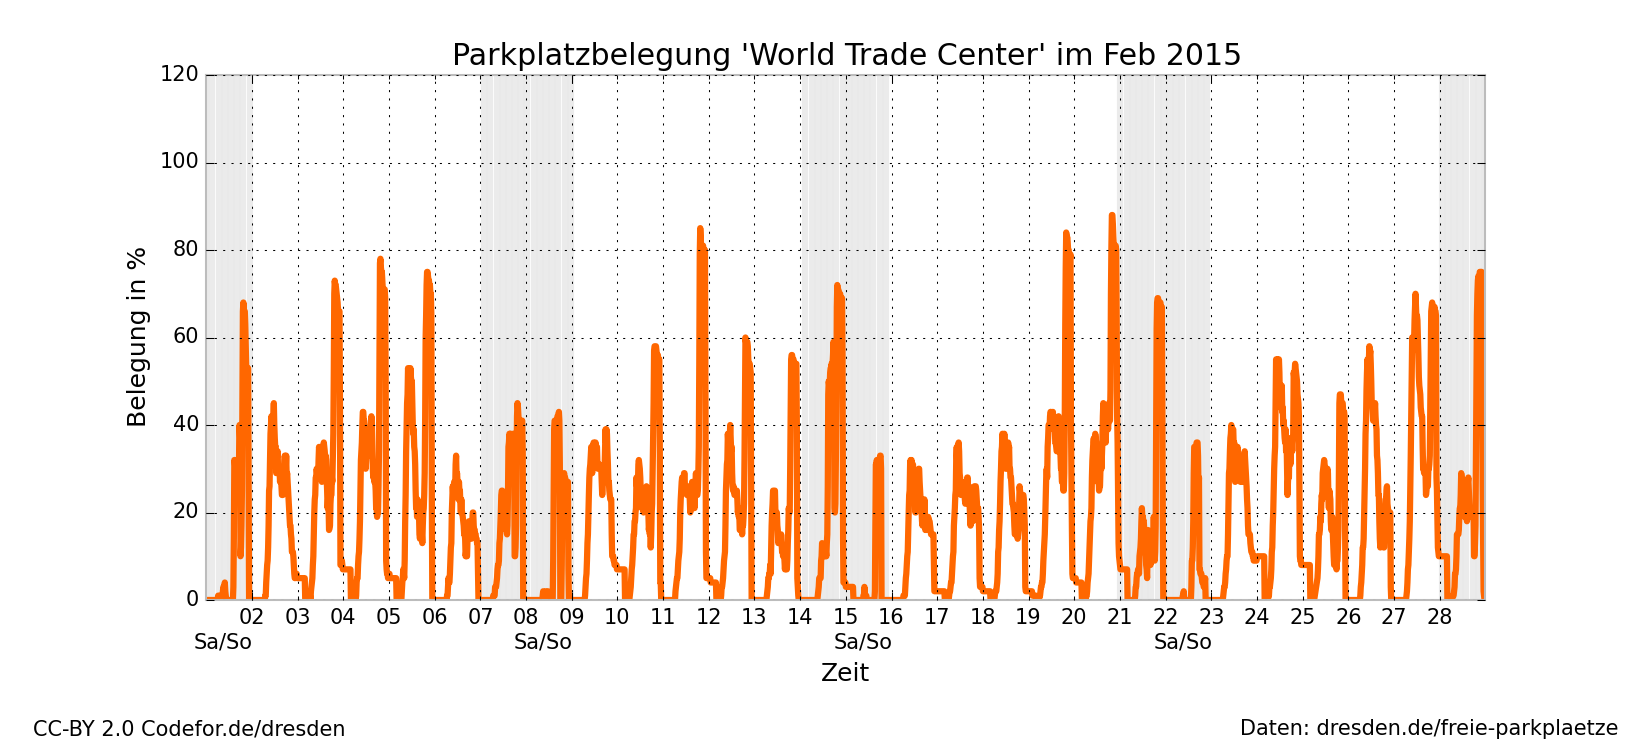 Parkplatzbelegung 'World Trade Center' im Feb 2015
120
100
80
60
40
20
0
Belegung in %
02 03 04 05 06 07 08 09 10 11 12 13 14 15 16 17 18 19 20 21 22 23 24 25 26 27 28
Sa/So Sa/So Sa/So Sa/So
Zeit
CC-BY 2.0 Codefor.de/dresden
Daten: dresden.de/freie-parkplaetze